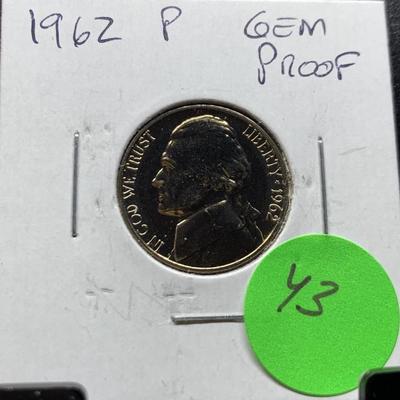 1962 P GEM
PROOF
IN GOD WE TRUST
LIBERTY * 1962
43